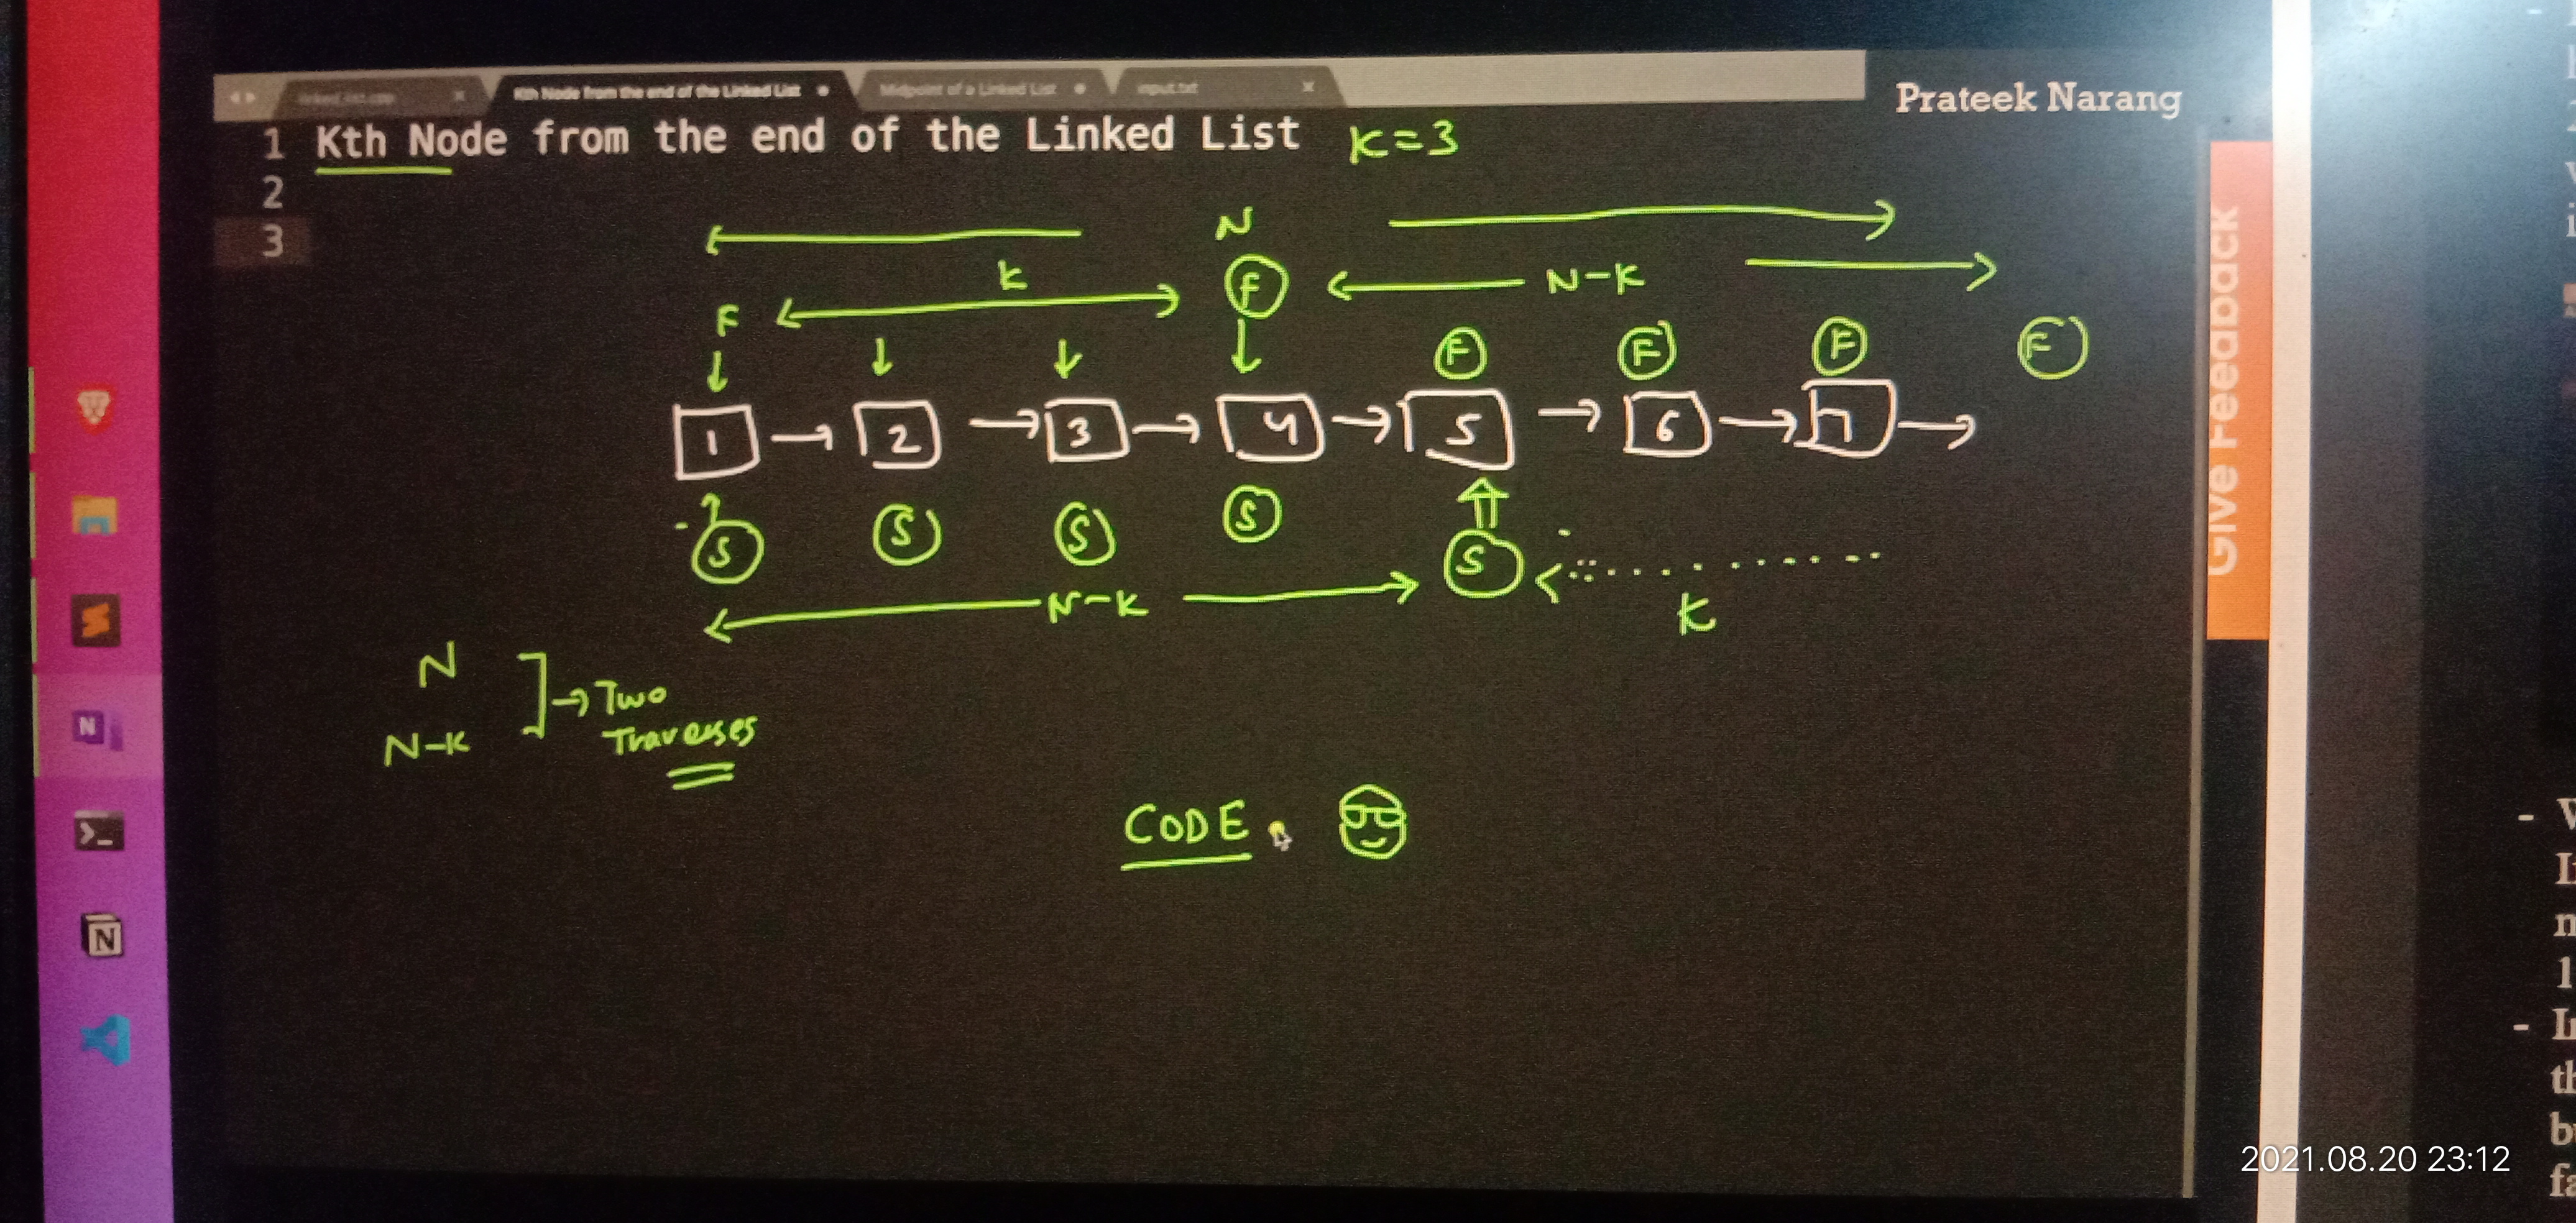 Kth Node from the end of the Linked List
Midpoint of a Linked List
input.txt
Prateek Narang
1 Kth Node from the end of the Linked List K=3
2
3
N
K
F
N-K
F
F F F F
1 2 3 4 5 6 7
S S S S S
N-K
K
N
N-K
Two
Traverses
CODE
Give Feedback
N
N
2021.08.20 23:12